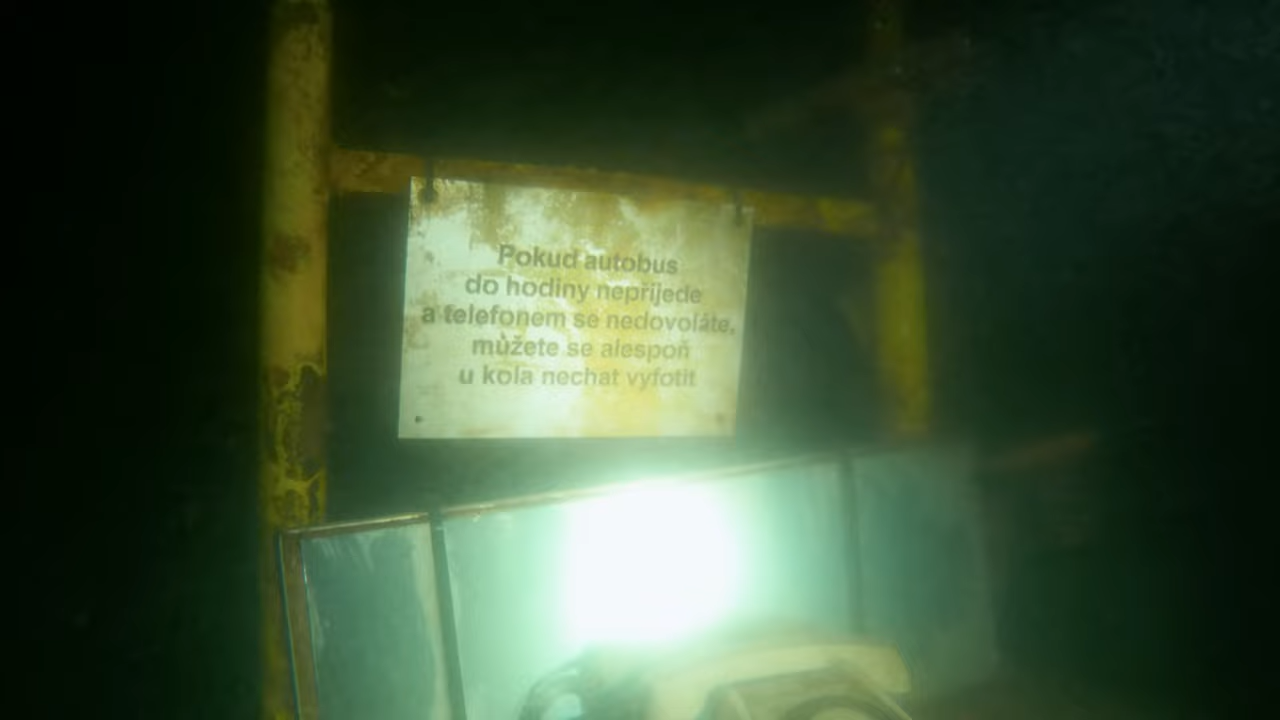 Pokud autobus
do hodiny nepřijede
a telefonem se nedovoláte,
můžete se alespoň
u kola nechat vyfotit